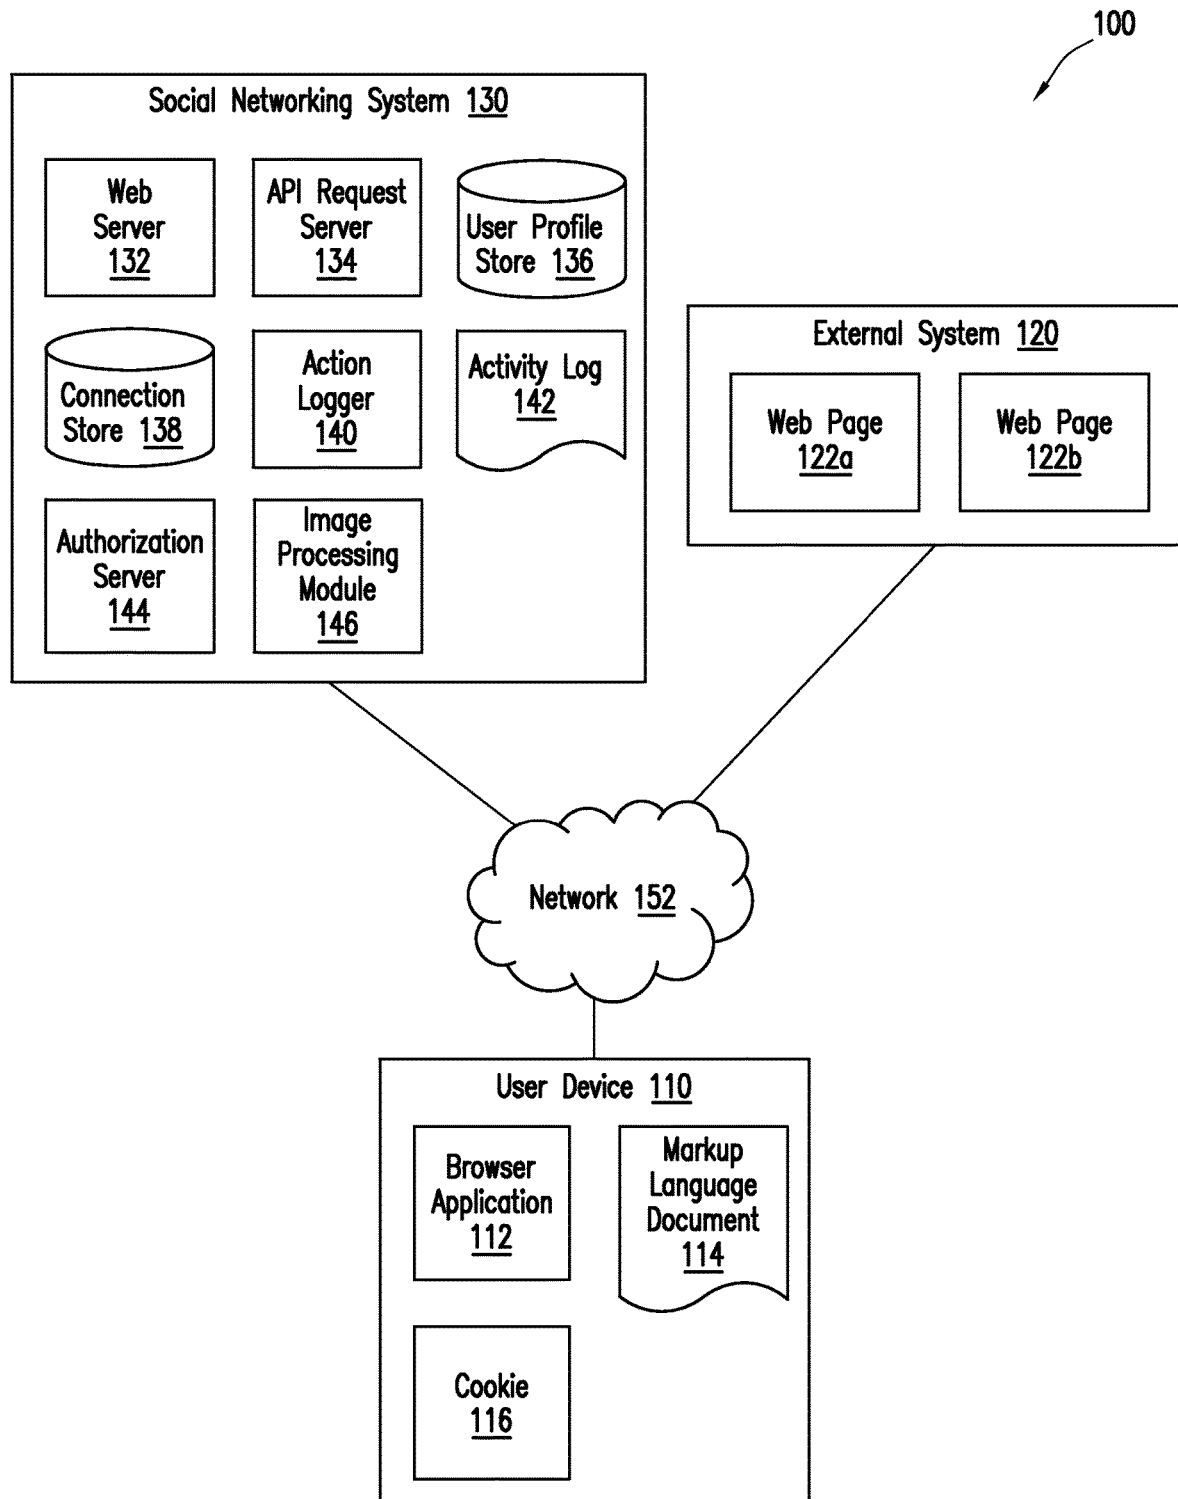 100
Social Networking System 130
Web
Server
132
API Request
Server
134
User Profile
Store 136
Connection
Store 138
Action
Logger
140
Activity Log
142
Authorization
Server
144
Image
Processing
Module
146
External System 120
Web Page
122a
Web Page
122b
Network 152
User Device 110
Browser
Application
112
Markup
Language
Document
114
Cookie
116